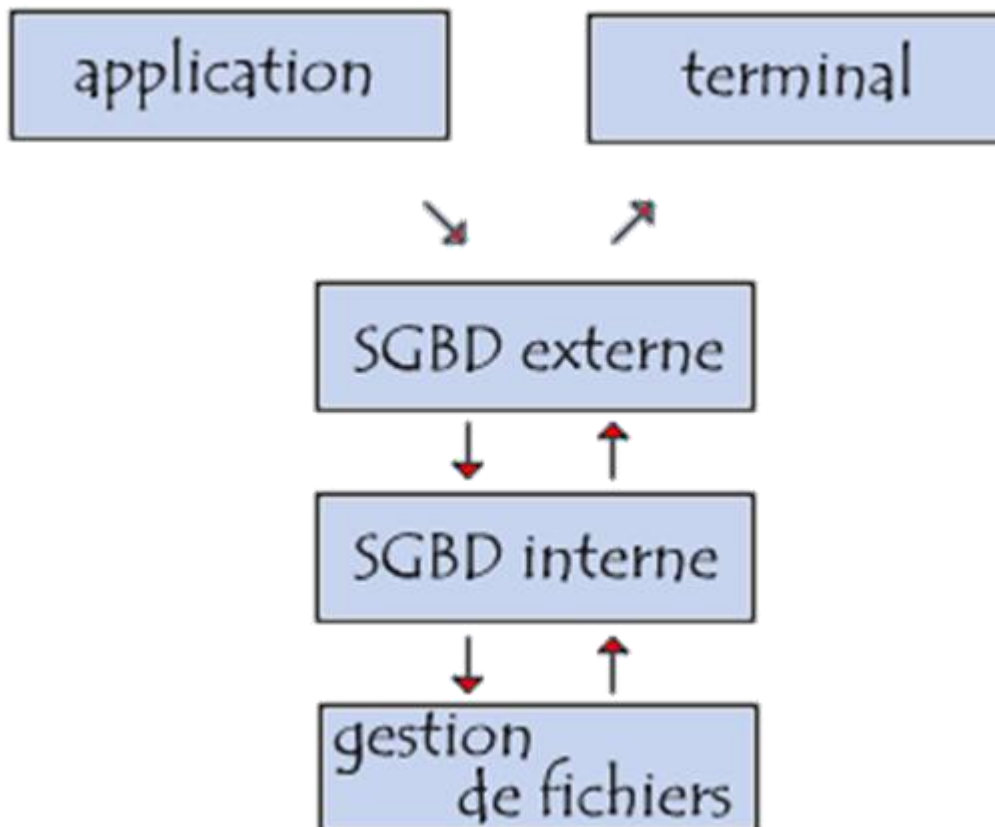 application
terminal
SGBD externe
SGBD interne
gestion
de fichiers